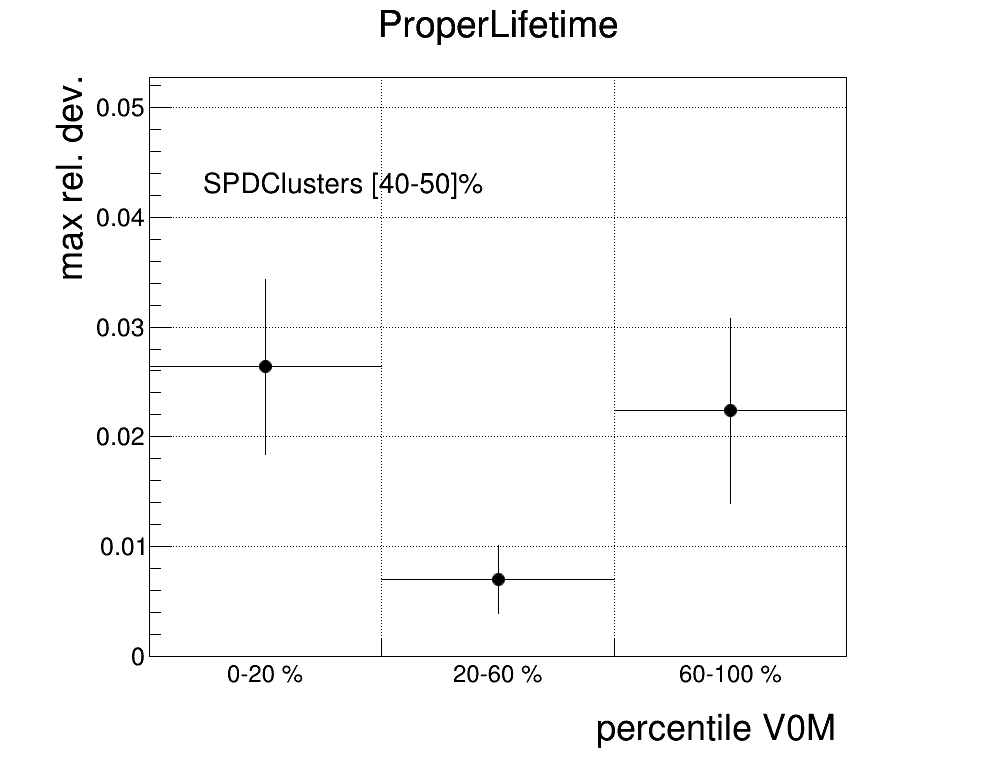 ProperLifetime
max rel. dev.
0.05
SPDClusters [40-50]%
0.04
0.03
0.02
0.01
0
0-20 %
20-60 %
60-100 %
percentile V0M